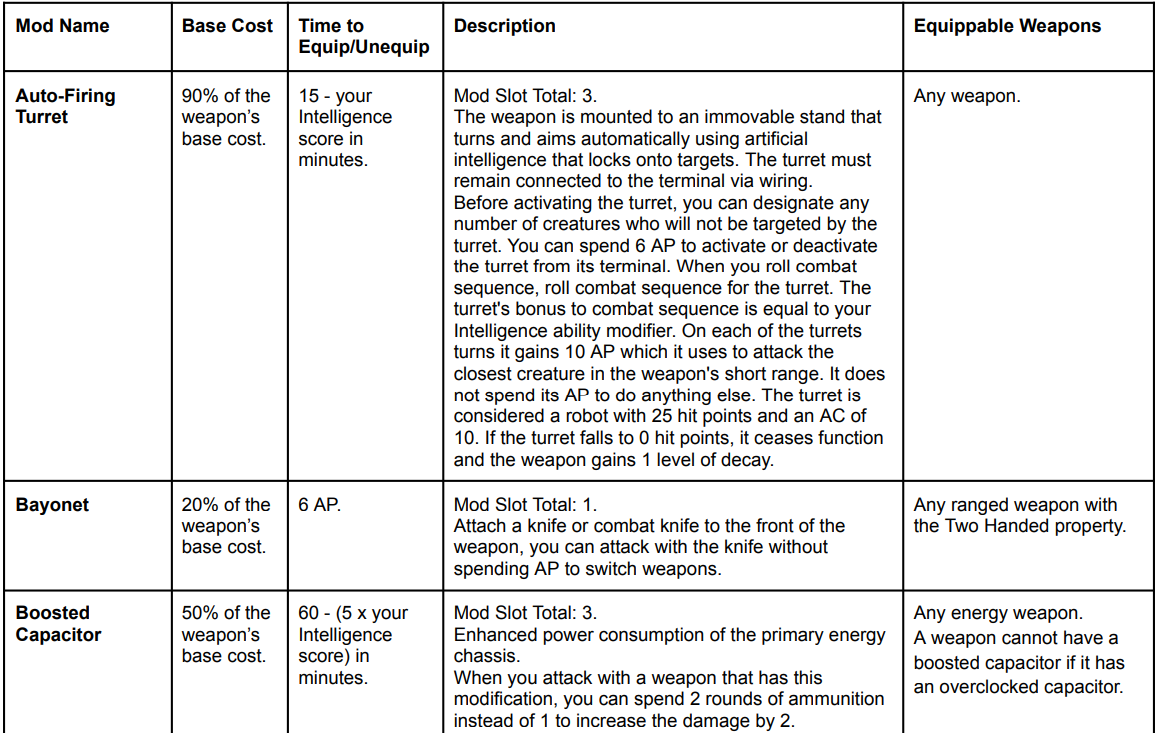 Mod Name
Base Cost
Time to
Equip/Unequip
Description
Equippable Weapons
Auto-Firing
Turret
90% of the
weapon's
base cost.
15 - your
Intelligence
score in
minutes.
Mod Slot Total: 3.
The weapon is mounted to an immovable stand that
turns and aims automatically using artificial
intelligence that locks onto targets. The turret must
remain connected to the terminal via wiring.
Before activating the turret, you can designate any
number of creatures who will not be targeted by the
turret. You can spend 6 AP to activate or deactivate
the turret from its terminal. When you roll combat
sequence, roll combat sequence for the turret. The
turret's bonus to combat sequence is equal to your
Intelligence ability modifier. On each of the turrets
turns it gains 10 AP which it uses to attack the
closest creature in the weapon's short range. It does
not spend its AP to do anything else. The turret is
considered a robot with 25 hit points and an AC of
10. If the turret falls to 0 hit points, it ceases function
and the weapon gains 1 level of decay.
Any weapon.
Bayonet
20% of the
weapon's
base cost.
6 AP.
Mod Slot Total: 1.
Attach a knife or combat knife to the front of the
weapon, you can attack with the knife without
spending AP to switch weapons.
Any ranged weapon with
the Two Handed property.
Boosted
Capacitor
50% of the
weapon's
base cost.
60 - (5 x your
Intelligence
score) in
minutes.
Mod Slot Total: 3.
Enhanced power consumption of the primary energy
chassis.
When you attack with a weapon that has this
modification, you can spend 2 rounds of ammunition
instead of 1 to increase the damage by 2.
Any energy weapon.
A weapon cannot have a
boosted capacitor if it has
an overclocked capacitor.